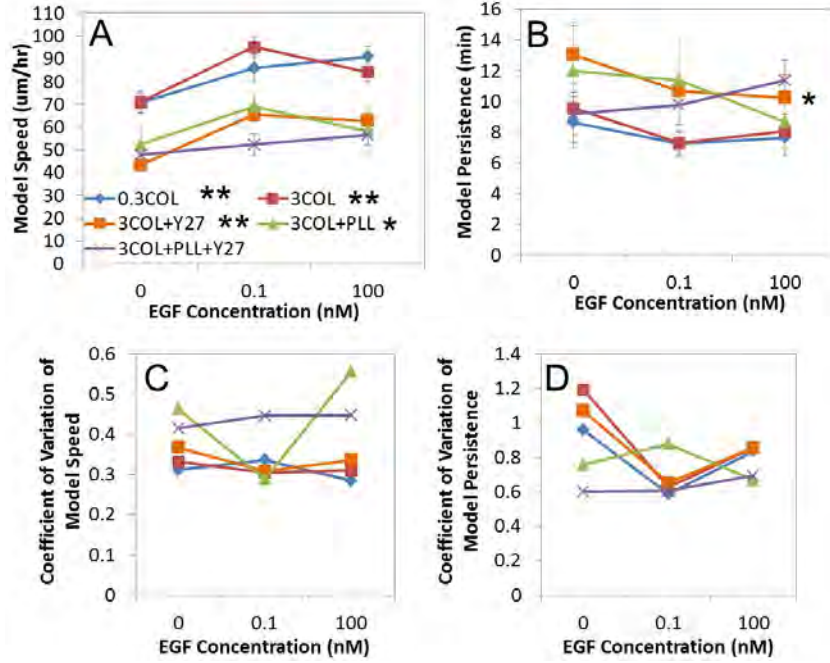 A
Model Speed (um/hr)
110
100
90
80
70
60
50
40
30
20
10
0
0.3COL **
3COL **
3COL+Y27 **
3COL+PLL *
3COL+PLL+Y27
0 0.1 100
EGF Concentration (nM)
B
Model Persistence (min)
16
14
12
10
8
6
4
2
0
*
0 0.1 100
EGF Concentration (nM)
C
Coefficient of Variation of
Model Speed
0.6
0.5
0.4
0.3
0.2
0.1
0
0 0.1 100
EGF Concentration (nM)
D
Coefficient of Variation of
Model Persistence
1.4
1.2
1
0.8
0.6
0.4
0.2
0
0 0.1 100
EGF Concentration (nM)